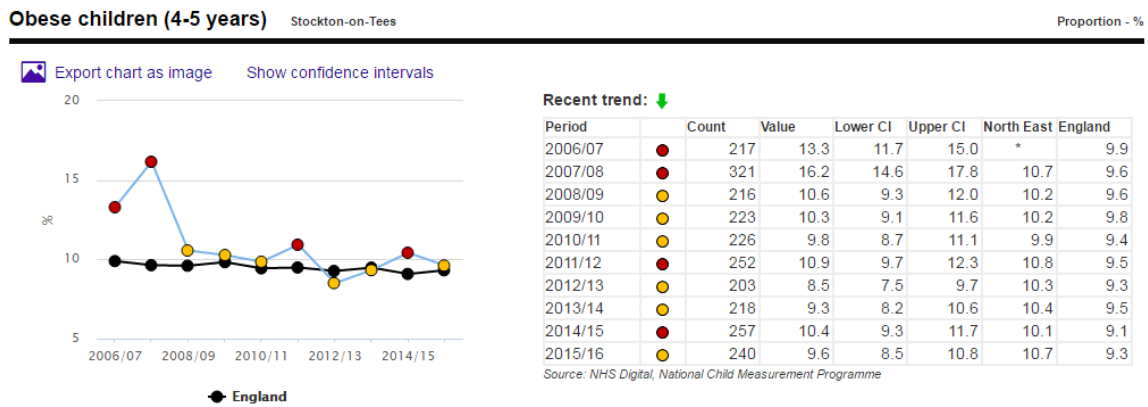 Obese children (4-5 years) Stockton-on-Tees Proportion - %
Export chart as image Show confidence intervals
20
15
%
10
5
2006/07 2008/09 2010/11 2012/13 2014/15
England
Recent trend:
Period Count Value Lower CI Upper CI North East England
2006/07 217 13.3 11.7 15.0 * 9.9
2007/08 321 16.2 14.6 17.8 10.7 9.6
2008/09 216 10.6 9.3 12.0 10.2 9.6
2009/10 223 10.3 9.1 11.6 10.2 9.8
2010/11 226 9.8 8.7 11.1 9.9 9.4
2011/12 252 10.9 9.7 12.3 10.8 9.5
2012/13 203 8.5 7.5 9.7 10.3 9.3
2013/14 218 9.3 8.2 10.6 10.4 9.5
2014/15 257 10.4 9.3 11.7 10.1 9.1
2015/16 240 9.6 8.5 10.8 10.7 9.3
Source: NHS Digital, National Child Measurement Programme